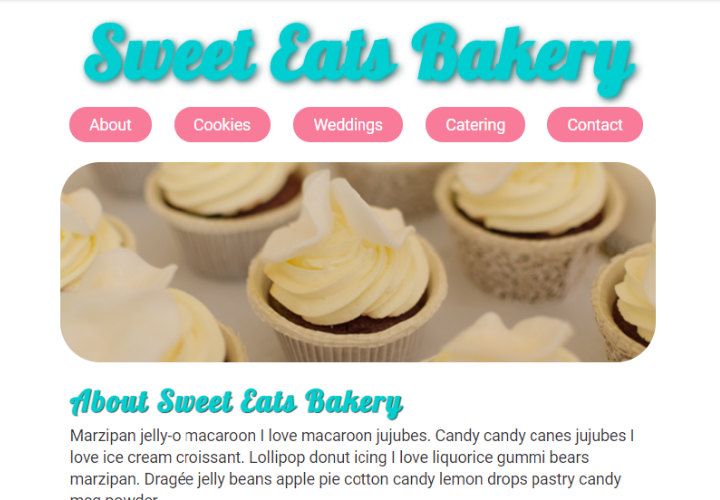 Sweet Eats Bakery
About
Cookies
Weddings
Catering
Contact
About Sweet Eats Bakery
Marzipan jelly-o macaroon I love macaroon jujubes. Candy candy canes jujubes I
love ice cream croissant. Lollipop donut icing I love liquorice gummi bears
marzipan. Dragée jelly beans apple pie cotton candy lemon drops pastry candy